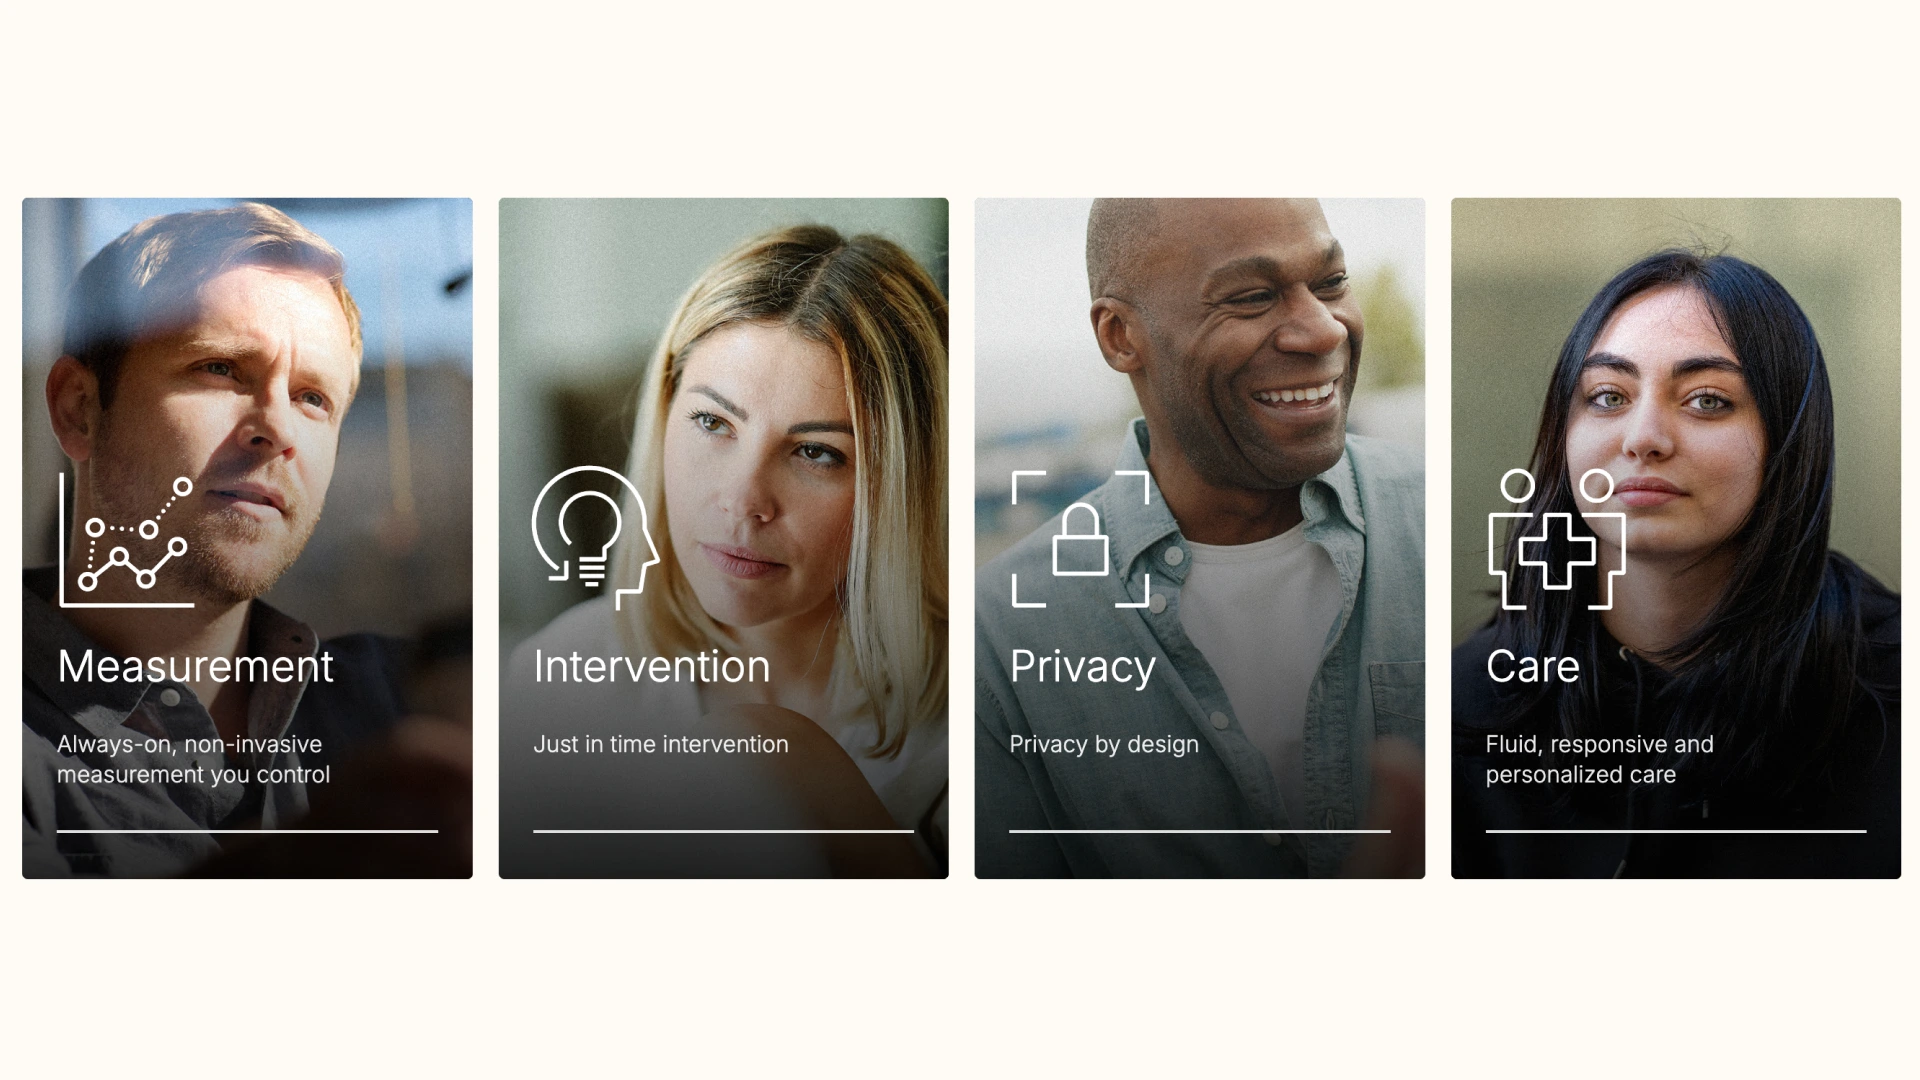 Measurement
Always-on, non-invasive
measurement you control
Intervention
Just in time intervention
Privacy
Privacy by design
Care
Fluid, responsive and
personalized care